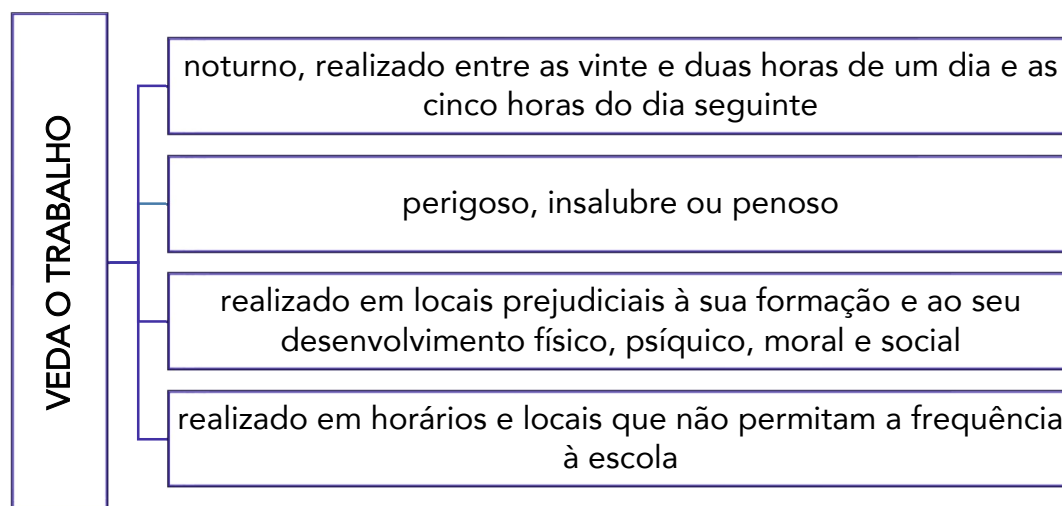 VEDA O TRABALHO
noturno, realizado entre as vinte e duas horas de um dia e as
cinco horas do dia seguinte
perigoso, insalubre ou penoso
realizado em locais prejudiciais à sua formação e ao seu
desenvolvimento físico, psíquico, moral e social
realizado em horários e locais que não permitam a frequência
à escola